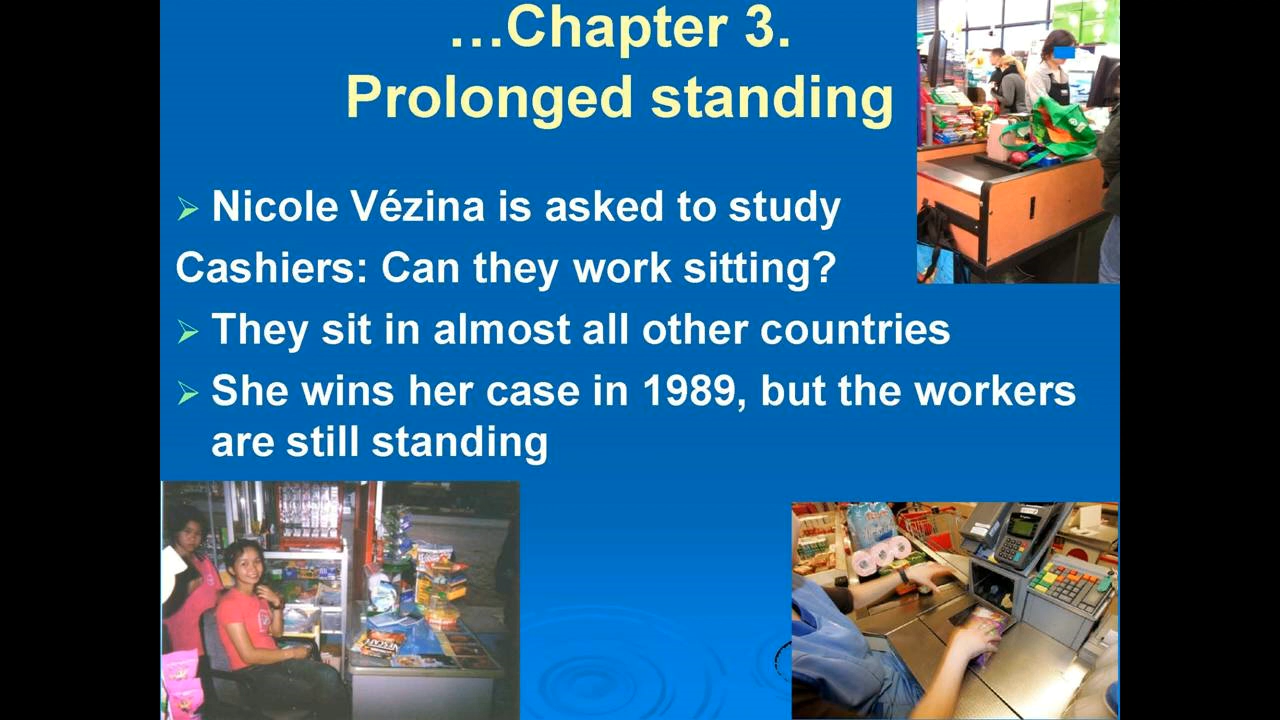 …Chapter 3.
Prolonged standing
Nicole Vézina is asked to study
Cashiers: Can they work sitting?
They sit in almost all other countries
She wins her case in 1989, but the workers
are still standing
NESCAFÉ